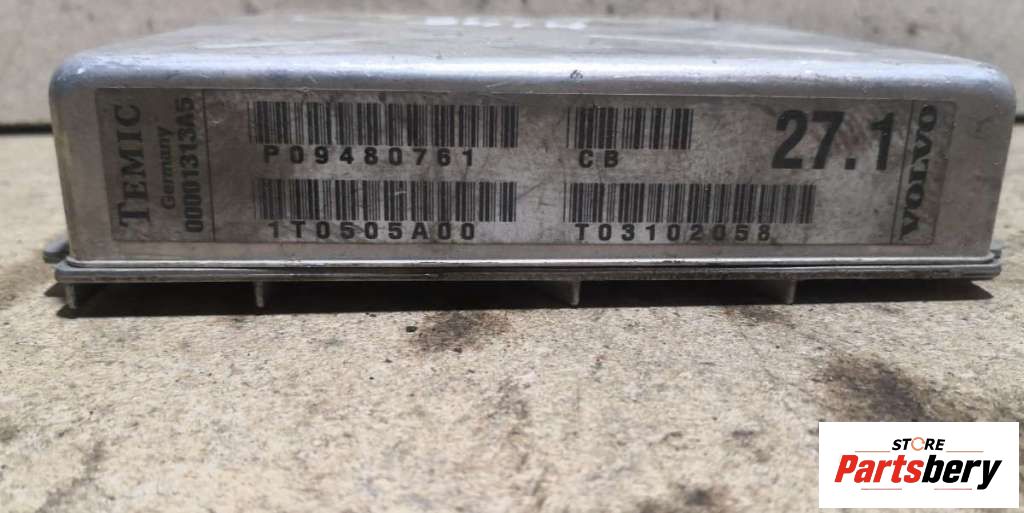 TEMIC
Germany
00001313A5
P09480761
CB
27.1
VOLVO
1T0505A00
T03102058
STORE
Partsbery